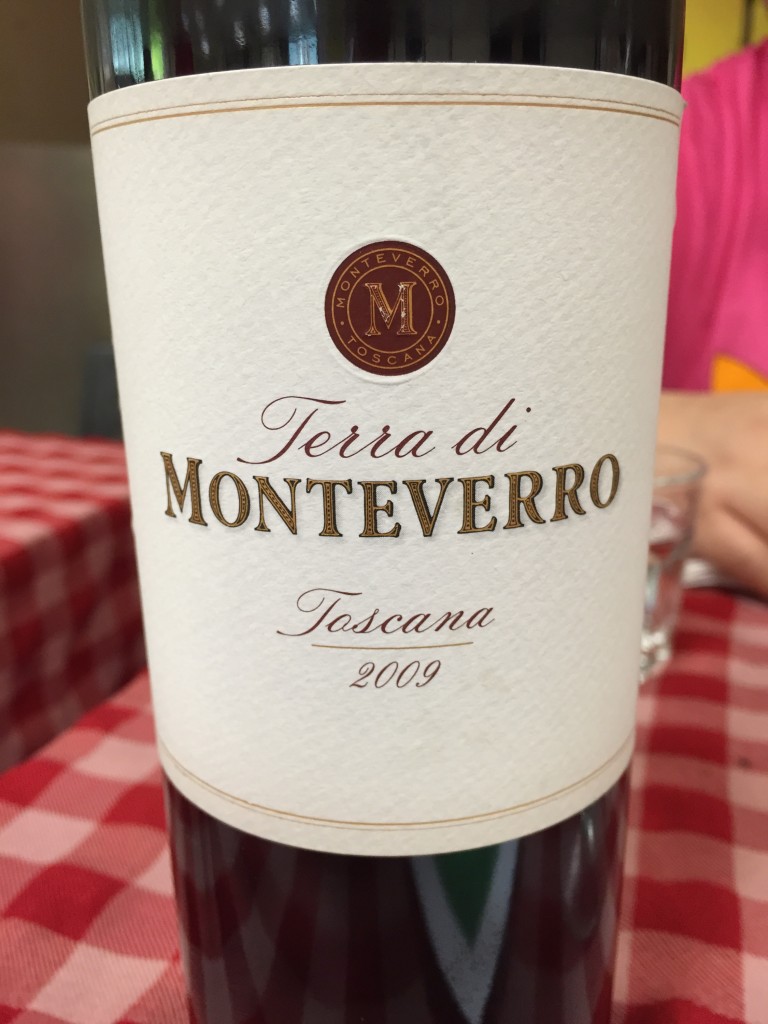 MONTEVERRO
M
TOSCANA
Terra di
MONTEVERRO
Toscana
2009